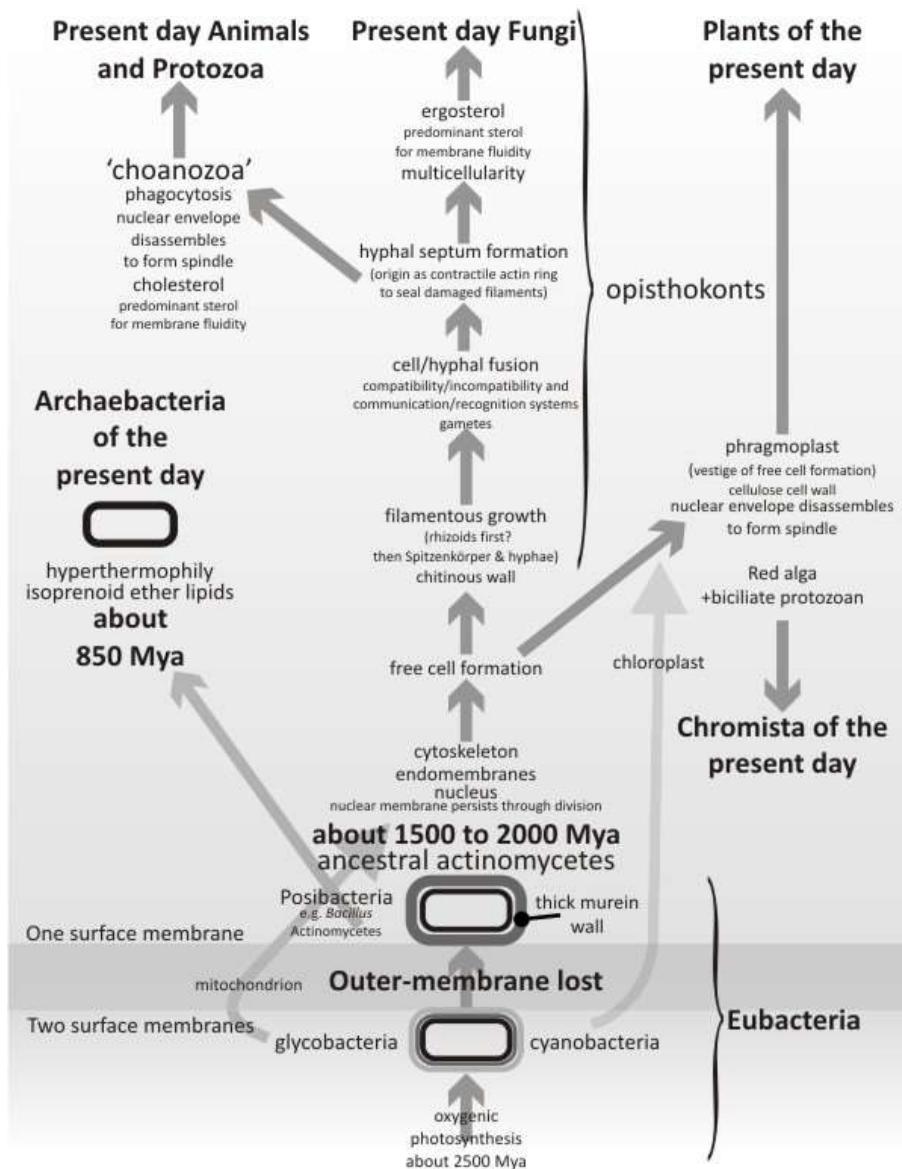 Present day Animals
and Protozoa
Present day Fungi
Plants of the
present day
ergosterol
predominant sterol
for membrane fluidity
multicellularity
'choanozoa'
phagocytosis
nuclear envelope
disassembles
to form spindle
cholesterol
predominant sterol
for membrane fluidity
hyphal septum formation
(origin as contractile actin ring
to seal damaged filaments)
opisthokonts
cell/hyphal fusion
compatibility/incompatibility and
communication/recognition systems
gametes
Archaebacteria
of the
present day
hyperthermophily
isoprenoid ether lipids
about
850 Mya
filamentous growth
(rhizoids first?
then Spitzenkörper & hyphae)
chitinous wall
phragmoplast
(vestige of free cell formation)
cellulose cell wall
nuclear envelope disassembles
to form spindle
Red alga
+biciliate protozoan
free cell formation
chloroplast
Chromista of the
present day
cytoskeleton
endomembranes
nucleus
nuclear membrane persists through division
about 1500 to 2000 Mya
ancestral actinomycetes
Posibacteria
e.g. Bacillus
Actinomycetes
thick murein
wall
One surface membrane
mitochondrion
Outer-membrane lost
Two surface membranes
glycobacteria
cyanobacteria
Eubacteria
oxygenic
photosynthesis
about 2500 Mya